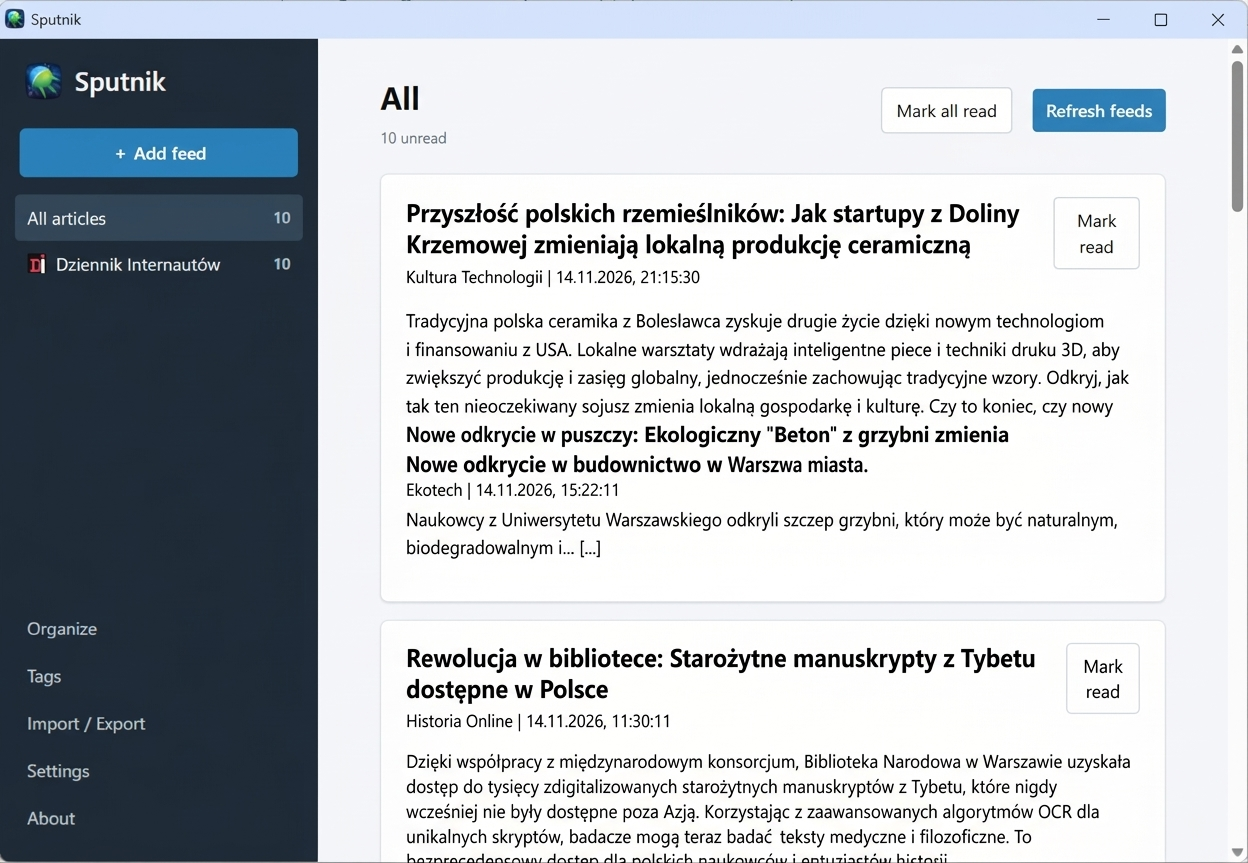 Sputnik
Sputnik
+ Add feed
All articles 10
Dziennik Internautów 10
Organize
Tags
Import / Export
Settings
About
All
10 unread
Mark all read
Refresh feeds
Przyszłość polskich rzemieślników: Jak startupy z Doliny
Krzemowej zmieniają lokalną produkcję ceramiczną
Mark
read
Kultura Technologii | 14.11.2026, 21:15:30
Tradycyjna polska ceramika z Bolesławca zyskuje drugie życie dzięki nowym technologiom
i finansowaniu z USA. Lokalne warsztaty wdrażają inteligentne piece i techniki druku 3D, aby
zwiększyć produkcję i zasięg globalny, jednocześnie zachowując tradycyjne wzory. Odkryj, jak
tak ten nieoczekiwany sojusz zmienia lokalną gospodarkę i kulturę. Czy to koniec, czy nowy
Nowe odkrycie w puszczy: Ekologiczny "Beton" z grzybni zmienia
Nowe odkrycie w budownictwo w Warszwa miasta.
Ekotech | 14.11.2026, 15:22:11
Naukowcy z Uniwersytetu Warszawskiego odkryli szczep grzybni, który może być naturalnym,
biodegradowalnym i... [...]
Rewolucja w bibliotece: Starożytne manuskrypty z Tybetu
dostępne w Polsce
Mark
read
Historia Online | 14.11.2026, 11:30:11
Dzięki współpracy z międzynarodowym konsorcjum, Biblioteka Narodowa w Warszawie uzyskała
dostęp do tysięcy zdigitalizowanych starożytnych manuskryptów z Tybetu, które nigdy
wcześniej nie były dostępne poza Azją. Korzystając z zaawansowanych algorytmów OCR dla
unikalnych skryptów, badacze mogą teraz badać teksty medyczne i filozoficzne. To
bezprecedensowy dostęp dla polskich naukowców i entuzjastów historii.